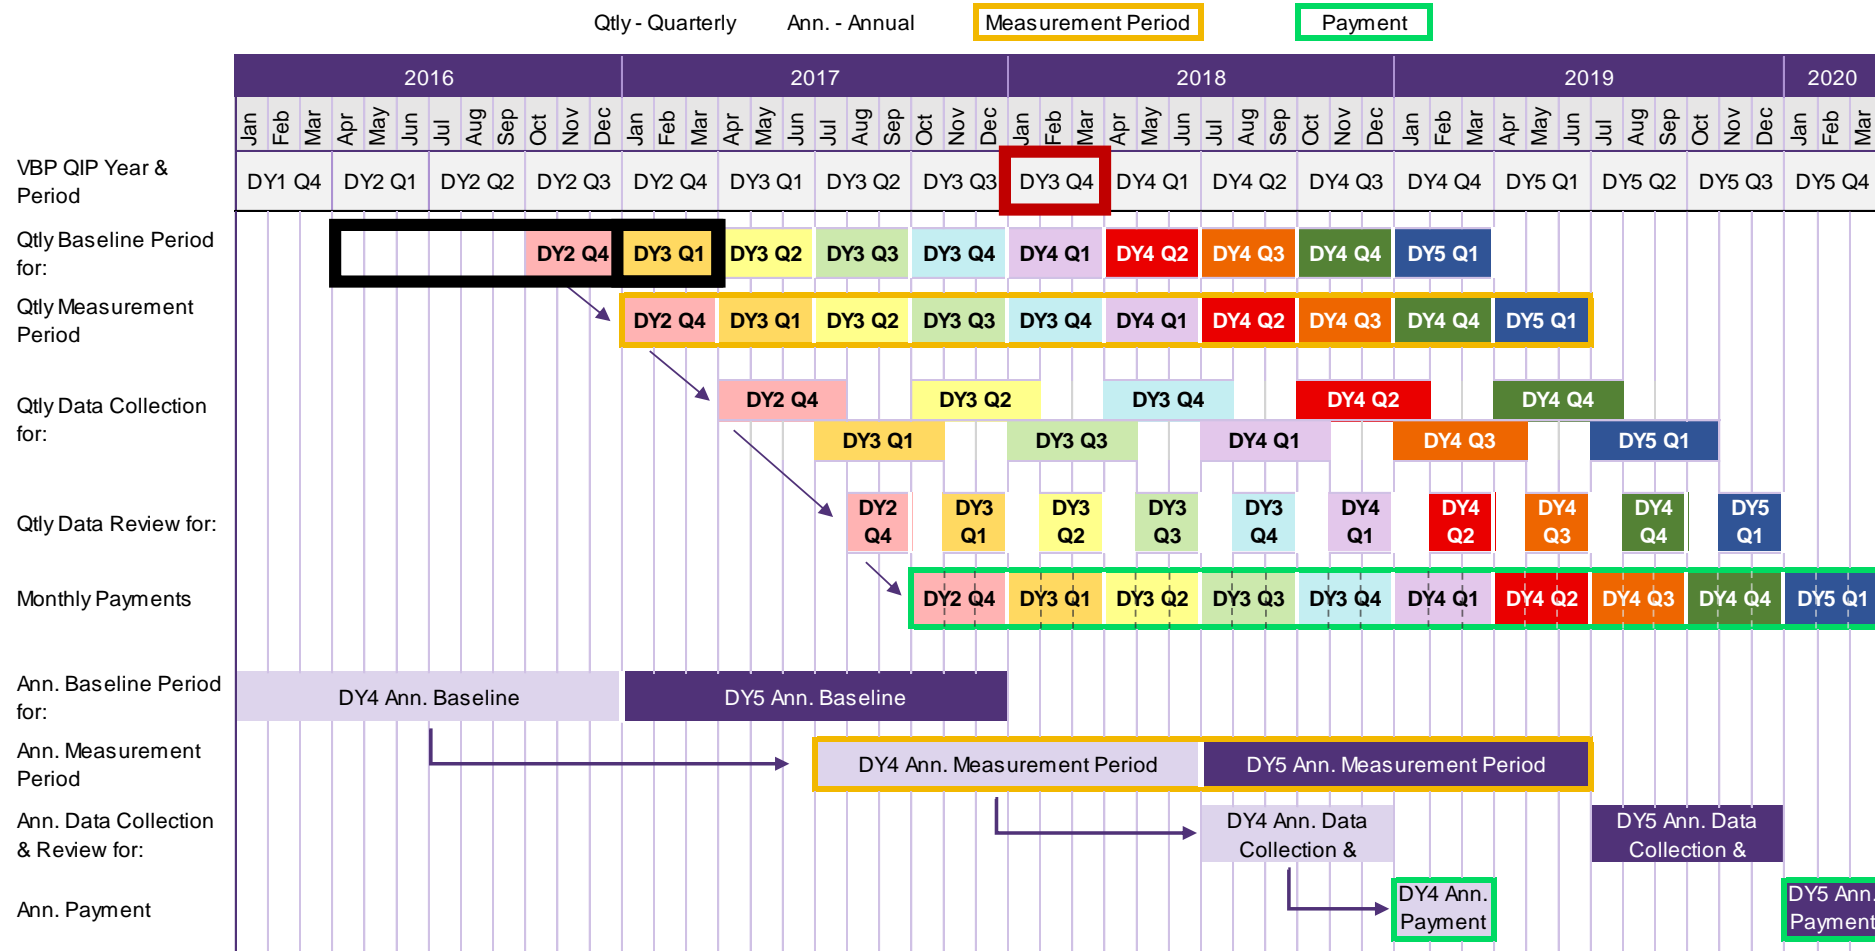 Qtly - Quarterly Ann. - Annual Measurement Period Payment
2016 2017 2018 2019 2020
Jan Feb Mar Apr May Jun Jul Aug Sep Oct Nov Dec Jan Feb Mar Apr May Jun Jul Aug Sep Oct Nov Dec Jan Feb Mar Apr May Jun Jul Aug Sep Oct Nov Dec Jan Feb Mar Apr May Jun Jul Aug Sep Oct Nov Dec Jan Feb Mar
VBP QIP Year &
Period
DY1 Q4 DY2 Q1 DY2 Q2 DY2 Q3 DY2 Q4 DY3 Q1 DY3 Q2 DY3 Q3 DY3 Q4 DY4 Q1 DY4 Q2 DY4 Q3 DY4 Q4 DY5 Q1 DY5 Q2 DY5 Q3 DY5 Q4
Qtly Baseline Period
for:
DY2 Q4 DY3 Q1 DY3 Q2 DY3 Q3 DY3 Q4 DY4 Q1 DY4 Q2 DY4 Q3 DY4 Q4 DY5 Q1
Qtly Measurement
Period
DY2 Q4 DY3 Q1 DY3 Q2 DY3 Q3 DY3 Q4 DY4 Q1 DY4 Q2 DY4 Q3 DY4 Q4 DY5 Q1
Qtly Data Collection
for:
DY2 Q4 DY3 Q2 DY3 Q4 DY4 Q2 DY4 Q4
DY3 Q1 DY3 Q3 DY4 Q1 DY4 Q3 DY5 Q1
Qtly Data Review for:
DY2 DY3 DY3 DY3 DY3 DY4 DY4 DY4 DY4 DY5
Q4 Q1 Q2 Q3 Q4 Q1 Q2 Q3 Q4 Q1
Monthly Payments
DY2 Q4 DY3 Q1 DY3 Q2 DY3 Q3 DY3 Q4 DY4 Q1 DY4 Q2 DY4 Q3 DY4 Q4 DY5 Q1
Ann. Baseline Period
for:
DY4 Ann. Baseline DY5 Ann. Baseline
Ann. Measurement
Period
DY4 Ann. Measurement Period DY5 Ann. Measurement Period
Ann. Data Collection
& Review for:
DY4 Ann. Data DY5 Ann. Data
Collection & Collection &
Ann. Payment
DY4 Ann. DY5 Ann.
Payment Payment